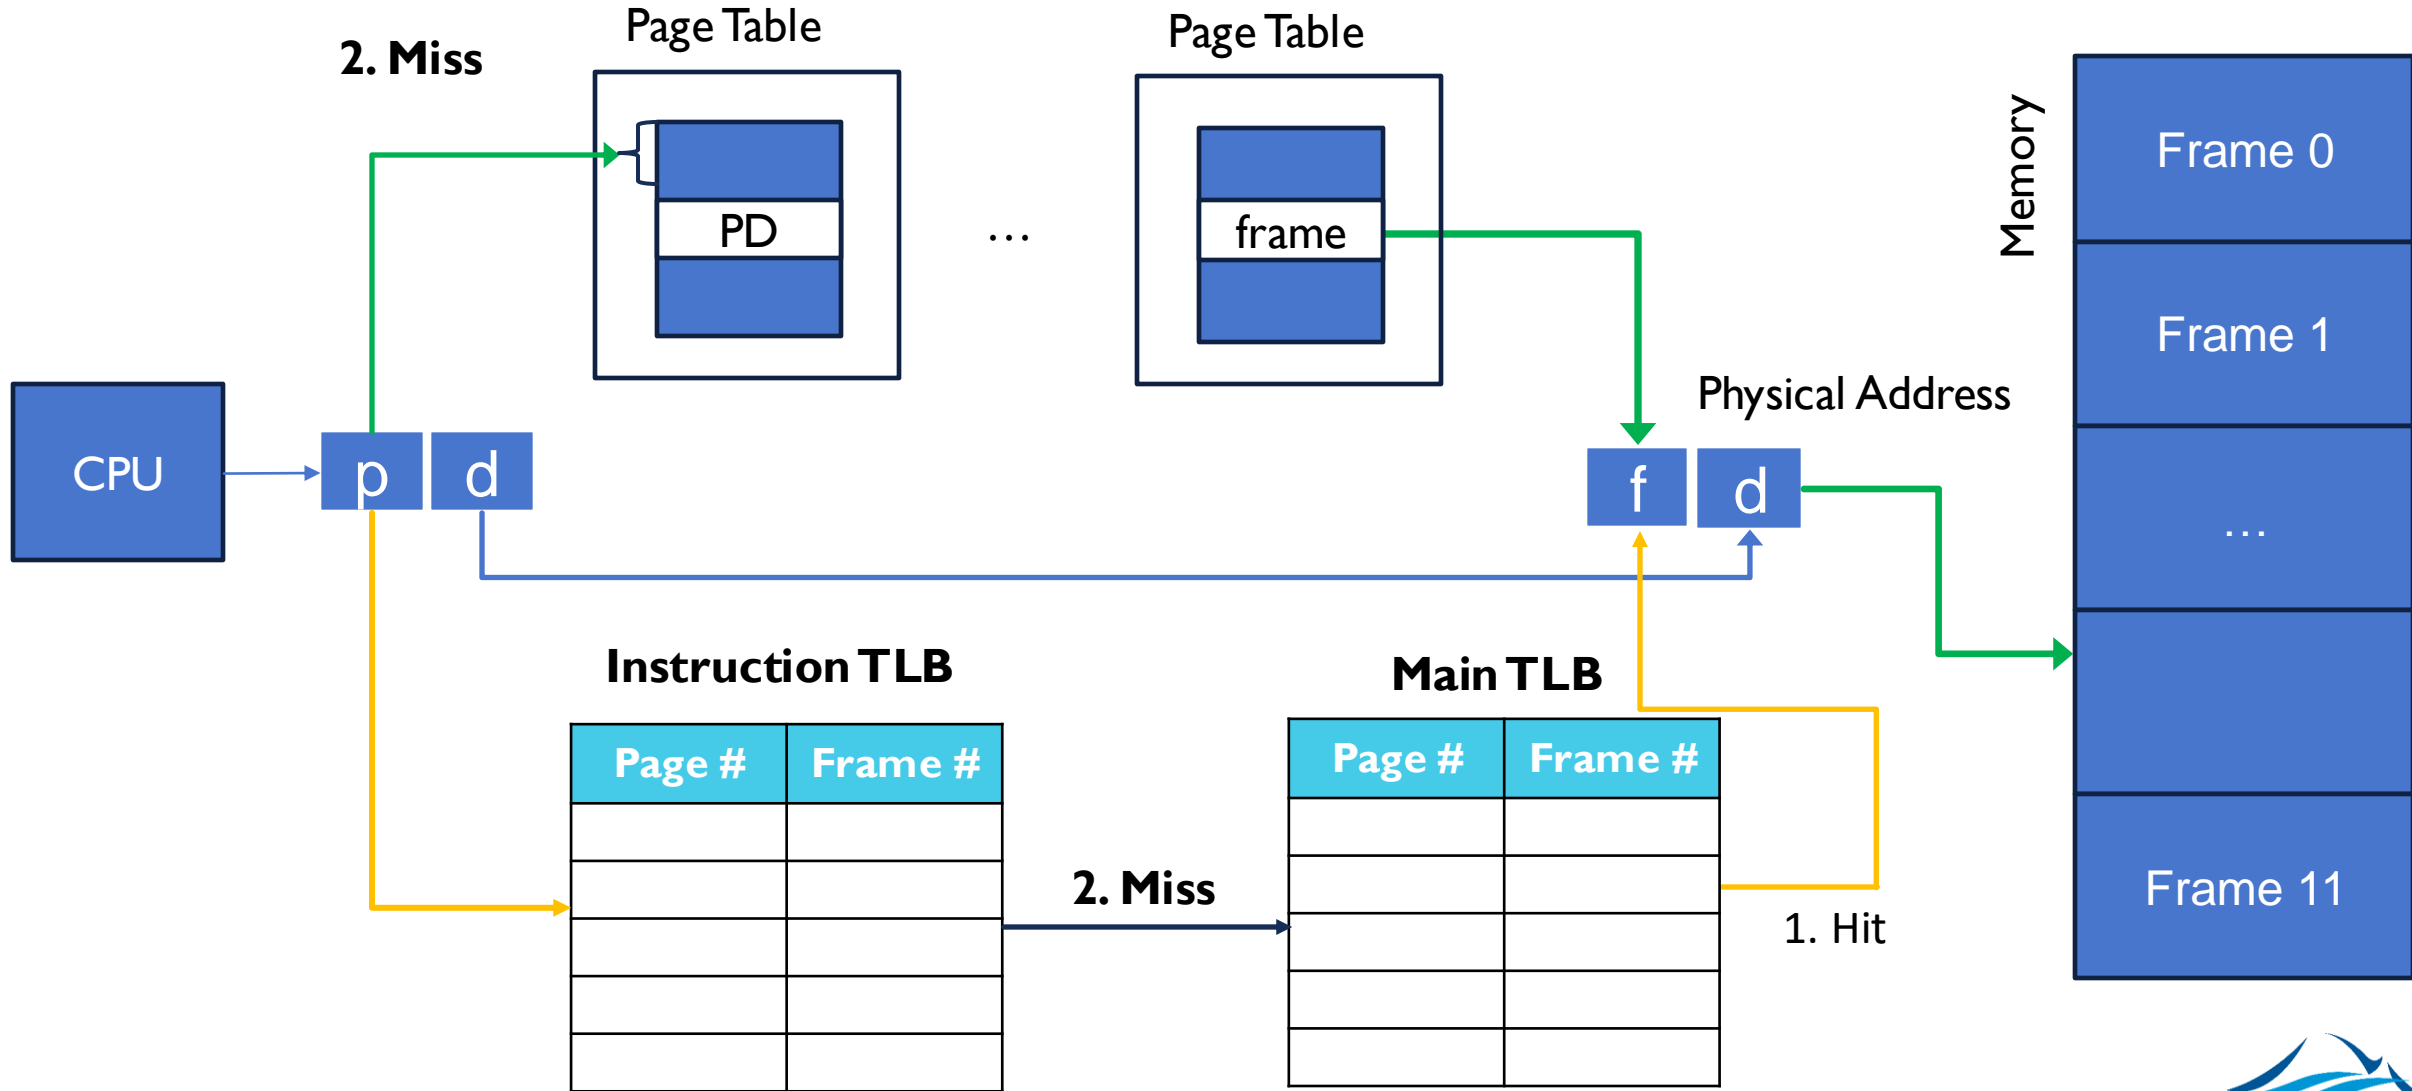 Page Table
Page Table
2. Miss
Memory
Frame 0
PD
...
frame
Frame 1
Physical Address
CPU
p
d
f
d
...
Instruction TLB
Main TLB
Page #
Frame #
Page #
Frame #
2. Miss
1. Hit
Frame 11